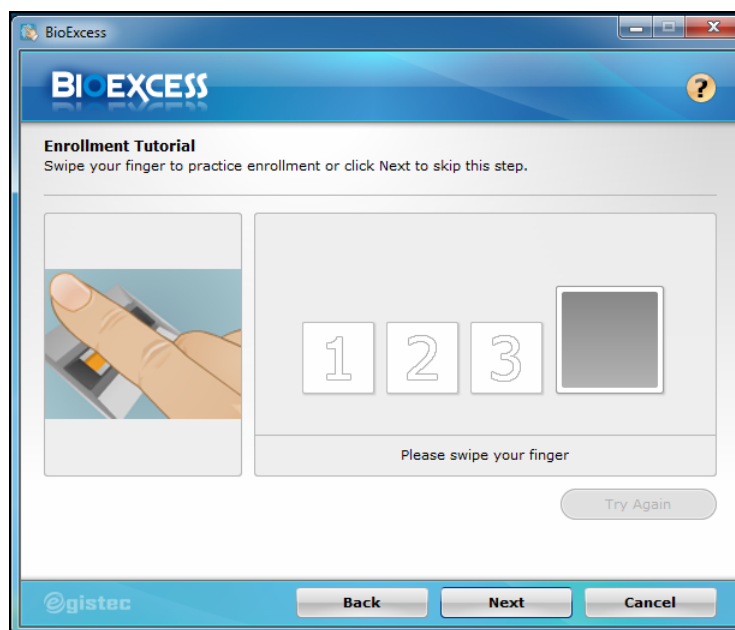 BioExcess
BIOEXCESS
?
Enrollment Tutorial
Swipe your finger to practice enrollment or click Next to skip this step.
1 2 3
Please swipe your finger
Try Again
egistec
Back Next Cancel